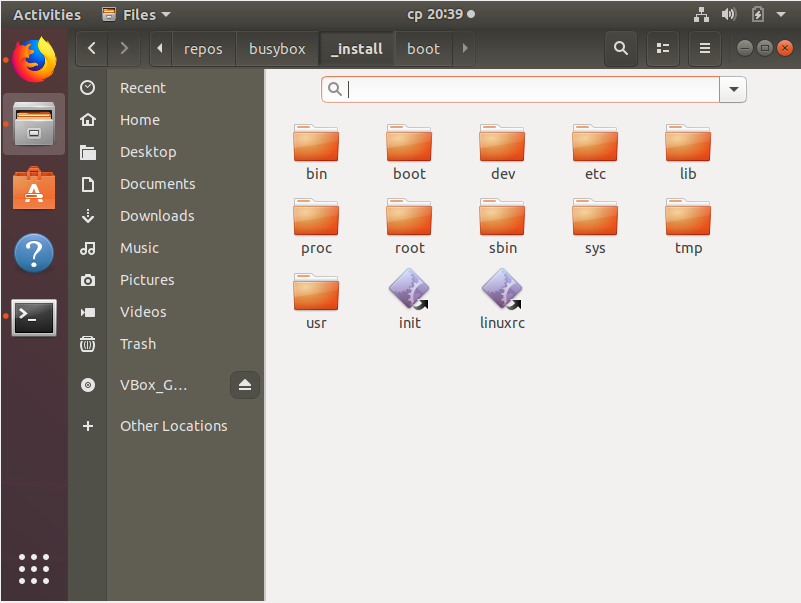 Activities Files ср 20:39
repos busybox _install boot
Recent
Home
Desktop
Documents
Downloads
Music
Pictures
Videos
Trash
VBox_G…
Other Locations
bin boot dev etc lib
proc root sbin sys tmp
usr init linuxrc